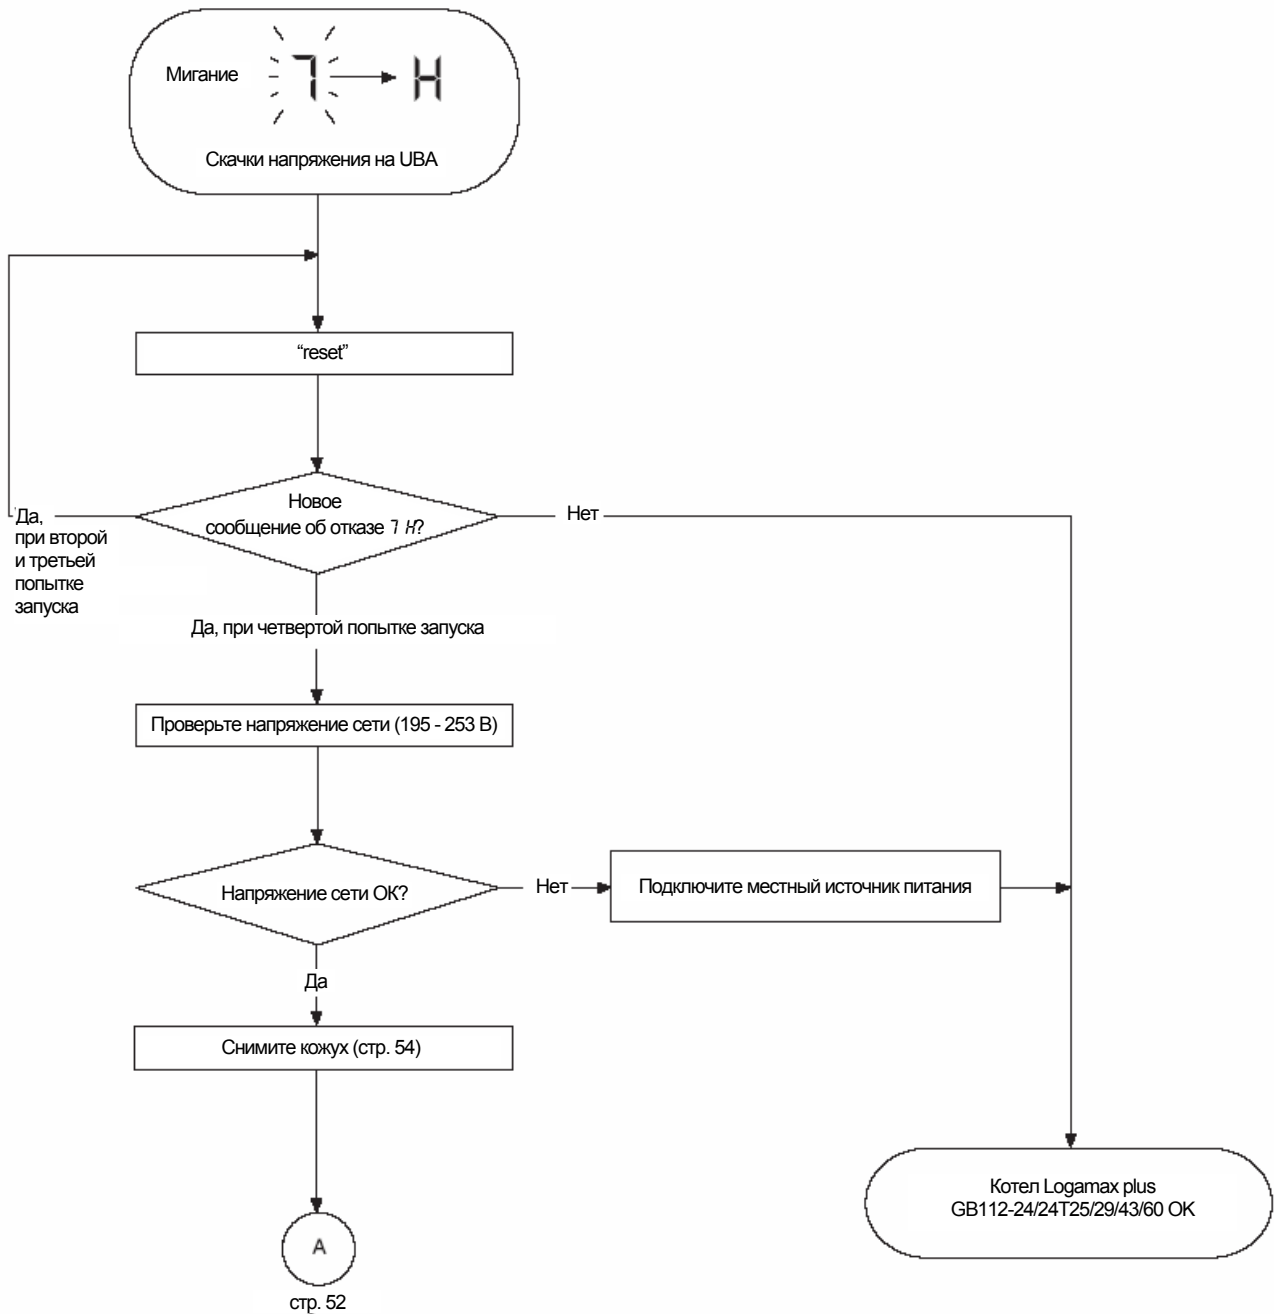 Мигание
7 H
Скачки напряжения на UBA
“reset”
Новое
сообщение об отказе 7 H?
Нет
Да,
при второй
и третьей
попытке
запуска
Да, при четвертой попытке запуска
Проверьте напряжение сети (195 - 253 В)
Напряжение сети ОК?
Нет
Подключите местный источник питания
Да
Снимите кожух (стр. 54)
Котел Logamax plus
GB112-24/24T25/29/43/60 OK
A
стр. 52